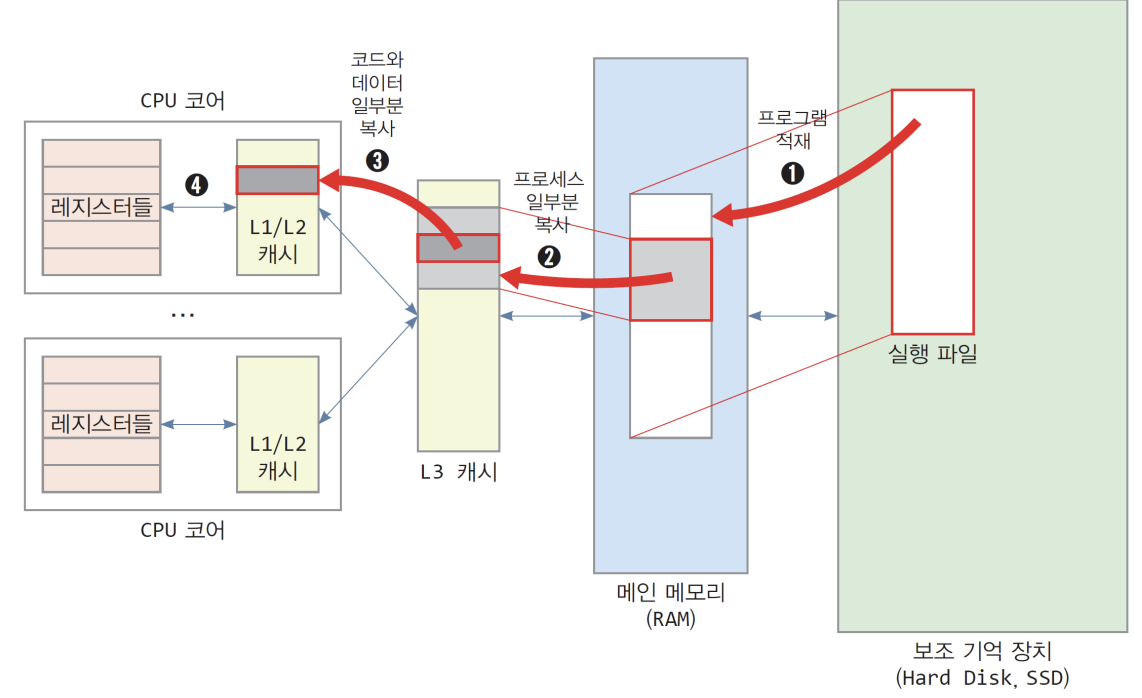 CPU 코어
레지스터들
❹
L1/L2
캐시
...
레지스터들
L1/L2
캐시
CPU 코어
코드와
데이터
일부분
복사
❸
L3 캐시
프로세스
일부분
복사
❷
메인 메모리
(RAM)
프로그램
적재
❶
실행 파일
보조 기억 장치
(Hard Disk, SSD)